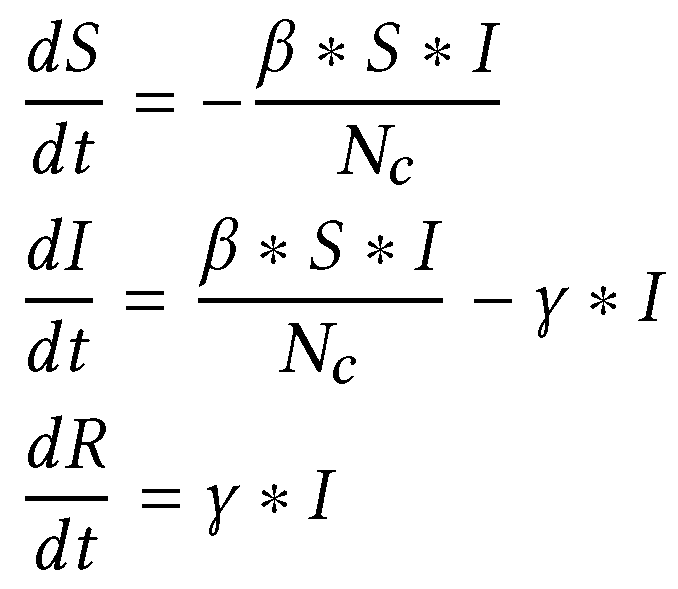 dS/dt = −(β * S * I)/N_c
dI/dt = (β * S * I)/N_c − γ * I
dR/dt = γ * I